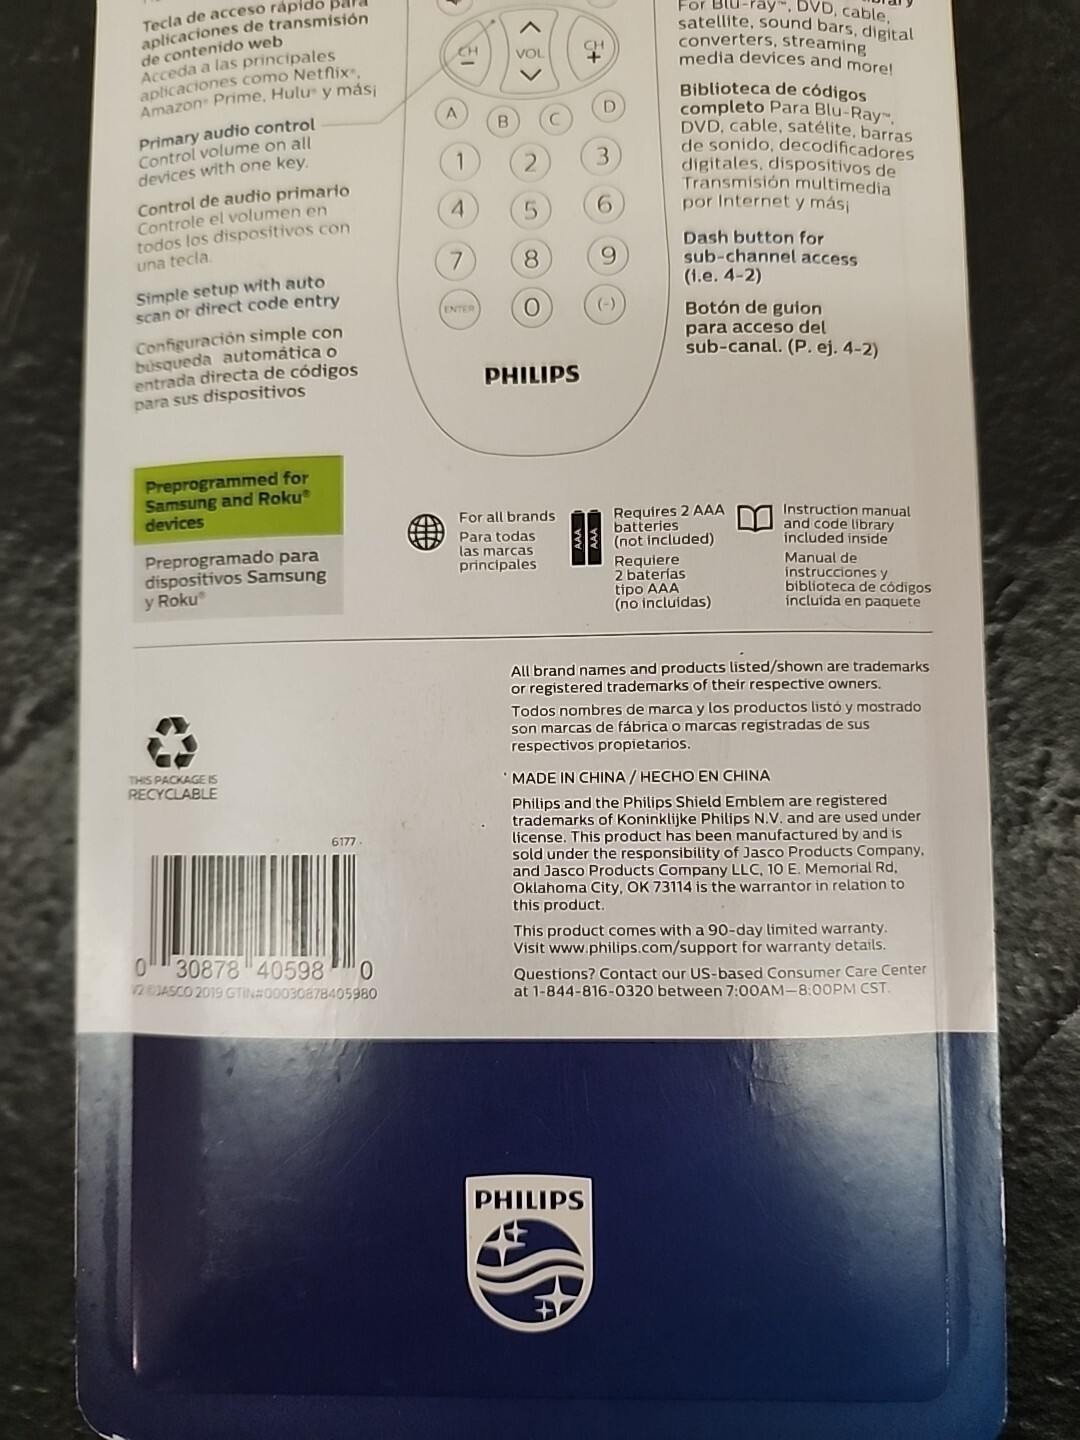 Tecla de acceso rápido para
aplicaciones de transmisión
de contenido web
Acceda a las principales
aplicaciones como Netflix®,
Amazon® Prime, Hulu® y más¡
Primary audio control
Control volume on all
devices with one key.
Control de audio primario
Controle el volumen en
todos los dispositivos con
una tecla.
Simple setup with auto
scan or direct code entry
Configuración simple con
búsqueda automática o
entrada directa de códigos
para sus dispositivos
CH
−
VOL
CH
+
A
B
C
D
1
2
3
4
5
6
7
8
9
ENTER
0
(-)
PHILIPS
For Blu-ray™, DVD, cable,
satellite, sound bars, digital
converters, streaming
media devices and more!
Biblioteca de códigos
completo Para Blu-Ray™,
DVD, cable, satélite, barras
de sonido, decodificadores
digitales, dispositivos de
Transmisión multimedia
por Internet y más¡
Dash button for
sub-channel access
(i.e. 4-2)
Botón de guion
para acceso del
sub-canal. (P. ej. 4-2)
Preprogrammed for
Samsung and Roku®
devices
Preprogramado para
dispositivos Samsung
y Roku®
For all brands
Para todas
las marcas
principales
AAA
AAA
Requires 2 AAA
batteries
(not included)
Requiere
2 baterías
tipo AAA
(no incluidas)
Instruction manual
and code library
included inside
Manual de
instrucciones y
biblioteca de códigos
incluida en paquete
All brand names and products listed/shown are trademarks
or registered trademarks of their respective owners.
Todos nombres de marca y los productos listó y mostrado
son marcas de fábrica o marcas registradas de sus
respectivos propietarios.
MADE IN CHINA / HECHO EN CHINA
Philips and the Philips Shield Emblem are registered
trademarks of Koninklijke Philips N.V. and are used under
license. This product has been manufactured by and is
sold under the responsibility of Jasco Products Company,
and Jasco Products Company LLC, 10 E. Memorial Rd,
Oklahoma City, OK 73114 is the warrantor in relation to
this product.
This product comes with a 90-day limited warranty.
Visit www.philips.com/support for warranty details.
Questions? Contact our US-based Consumer Care Center
at 1-844-816-0320 between 7:00AM—8:00PM CST.
THIS PACKAGE IS
RECYCLABLE
6177
0 30878 40598 0
V2 ©JASCO 2019 GTIN#00030878405980
PHILIPS